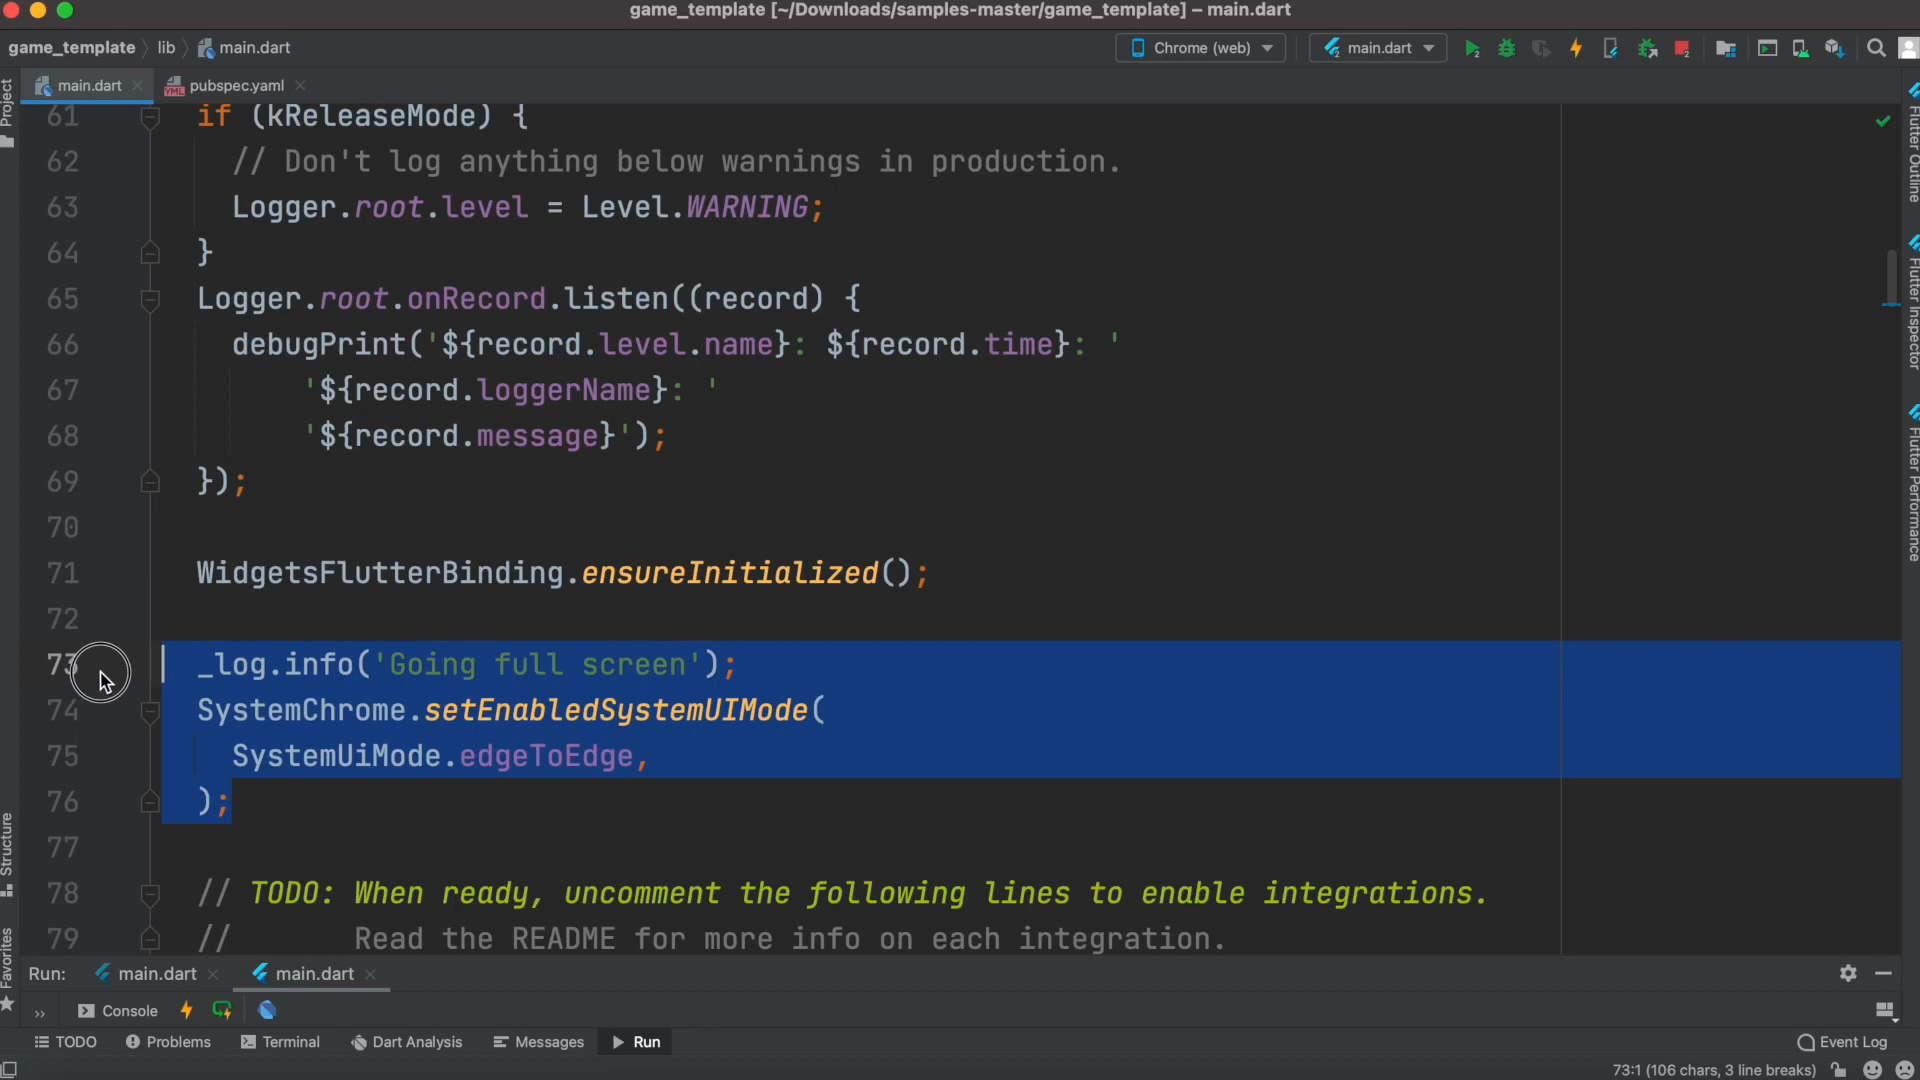 game_template [~/Downloads/samples-master/game_template] – main.dart
game_template lib main.dart
Chrome (web) main.dart
main.dart pubspec.yaml
Project
61 if (kReleaseMode) {
62 // Don't log anything below warnings in production.
63 Logger.root.level = Level.WARNING;
64 }
65 Logger.root.onRecord.listen((record) {
66 debugPrint('${record.level.name}: ${record.time}: '
67 '${record.loggerName}: '
68 '${record.message}');
69 });
70
71 WidgetsFlutterBinding.ensureInitialized();
72
73 _log.info('Going full screen');
74 SystemChrome.setEnabledSystemUIMode(
75 SystemUiMode.edgeToEdge,
76 );
77
78 // TODO: When ready, uncomment the following lines to enable integrations.
79 // Read the README for more info on each integration.
Structure
Favorites
Flutter Outline
Flutter Inspector
Flutter Performance
Run: main.dart main.dart
Console
TODO Problems Terminal Dart Analysis Messages Run Event Log
73:1 (106 chars, 3 line breaks)